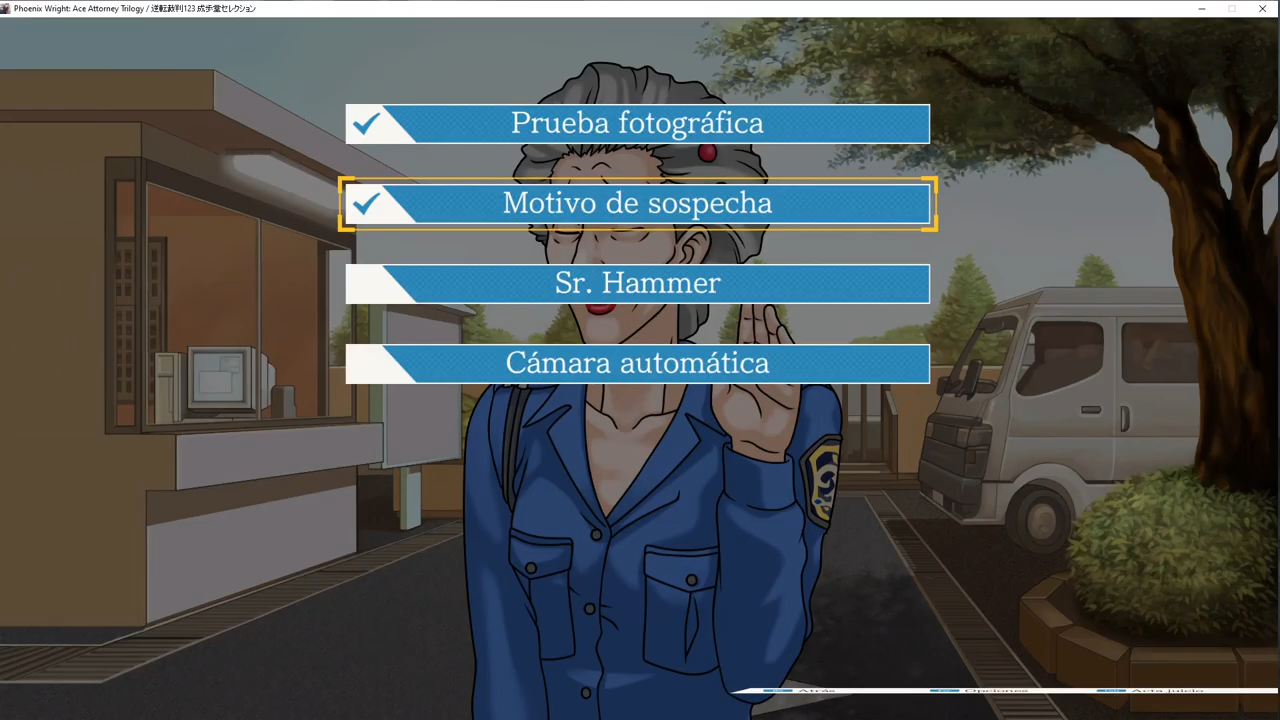 Phoenix Wright: Ace Attorney Trilogy / 逆転裁判123 成歩堂セレクション
Prueba fotográfica
Motivo de sospecha
Sr. Hammer
Cámara automática